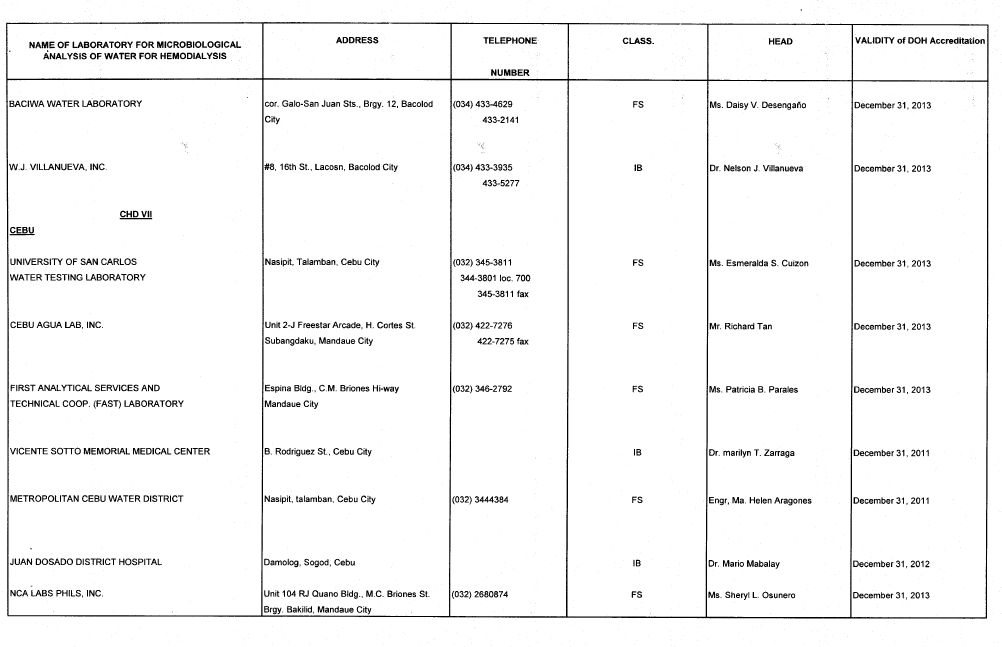 NAME OF LABORATORY FOR MICROBIOLOGICAL ANALYSIS OF WATER FOR HEMODIALYSIS | ADDRESS | TELEPHONE NUMBER | CLASS. | HEAD | VALIDITY of DOH Accreditation
BACIWA WATER LABORATORY | cor. Galo-San Juan Sts., Brgy. 12, Bacolod | (034) 433-4629 | FS | Ms. Daisy V. Desengaño | December 31, 2013
City | 433-2141
W.J. VILLANUEVA, INC. | #8, 16th St., Lacosn, Bacolod City | (034) 433-3935 | IB | Dr. Nelson J. Villanueva | December 31, 2013
433-5277
CHD VII
CEBU
UNIVERSITY OF SAN CARLOS | Nasipit, Talamban, Cebu City | (032) 345-3811 | FS | Ms. Esmeralda S. Cuizon | December 31, 2013
WATER TESTING LABORATORY | 344-3801 loc. 700
345-3811 fax
CEBU AGUA LAB, INC. | Unit 2-J Freestar Arcade, H. Cortes St. | (032) 422-7276 | FS | Mr. Richard Tan | December 31, 2013
Subangdaku, Mandaue City | 422-7275 fax
FIRST ANALYTICAL SERVICES AND | Espina Bldg., C.M. Briones Hi-way | (032) 346-2792 | FS | Ms. Patricia B. Parales | December 31, 2013
TECHNICAL COOP. (FAST) LABORATORY | Mandaue City
VICENTE SOTTO MEMORIAL MEDICAL CENTER | B. Rodriguez St., Cebu City | IB | Dr. marilyn T. Zarraga | December 31, 2011
METROPOLITAN CEBU WATER DISTRICT | Nasipit, talamban, Cebu City | (032) 3444384 | FS | Engr, Ma. Helen Aragones | December 31, 2011
JUAN DOSADO DISTRICT HOSPITAL | Damolog, Sogod, Cebu | IB | Dr. Mario Mabalay | December 31, 2012
NCA LABS PHILS, INC. | Unit 104 RJ Quano Bldg., M.C. Briones St. | (032) 2680874 | FS | Ms. Sheryl L. Osunero | December 31, 2013
Brgy. Bakilid, Mandaue City